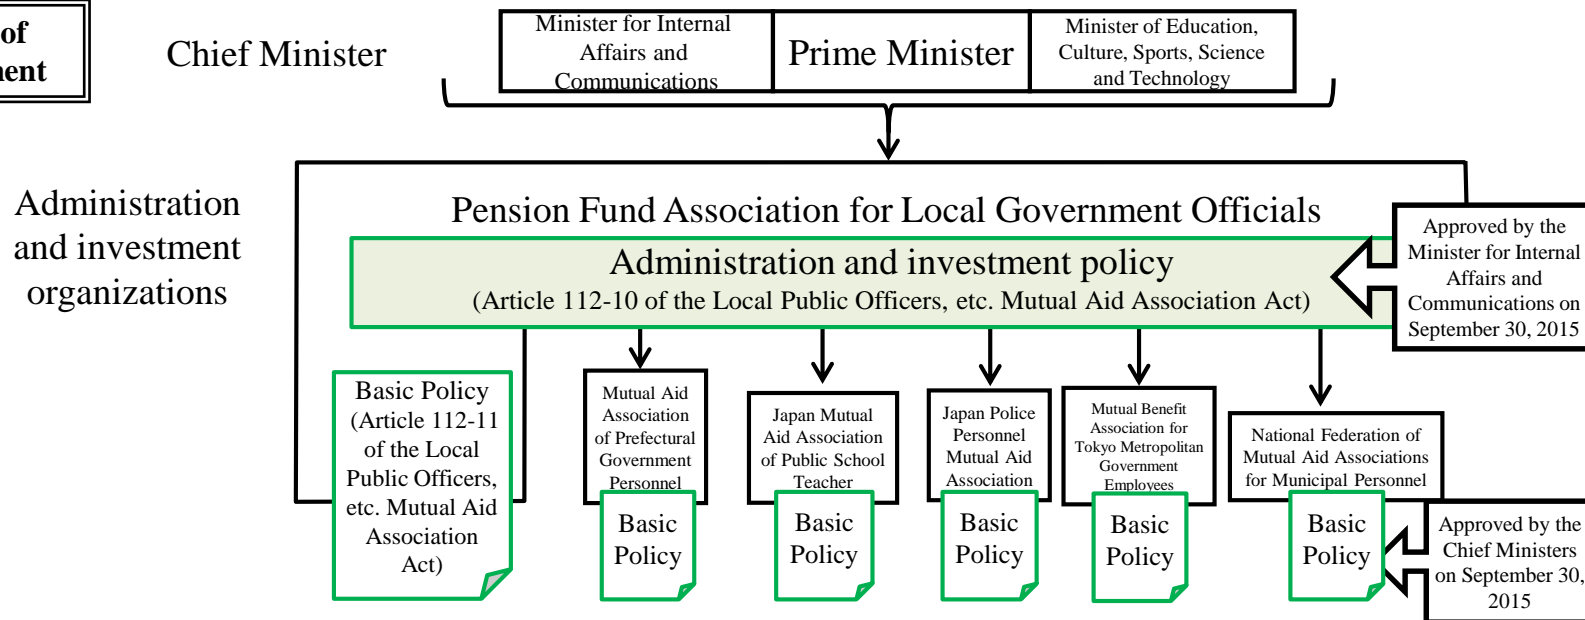 of
Chief Minister
Minister for Internal
Affairs and
Communications
Prime Minister
Minister of Education,
Culture, Sports, Science
and Technology
Administration
and investment
organizations
Pension Fund Association for Local Government Officials
Administration and investment policy
(Article 112-10 of the Local Public Officers, etc. Mutual Aid Association Act)
Approved by the
Minister for Internal
Affairs and
Communications on
September 30, 2015
Basic Policy
(Article 112-11
of the Local
Public Officers,
etc. Mutual Aid
Association
Act)
Mutual Aid
Association
of Prefectural
Government
Personnel
Basic
Policy
Japan Mutual
Aid Association
of Public School
Teacher
Basic
Policy
Japan Police
Personnel
Mutual Aid
Association
Basic
Policy
Mutual Benefit
Association for
Tokyo Metropolitan
Government
Employees
Basic
Policy
National Federation of
Mutual Aid Associations
for Municipal Personnel
Basic
Policy
Approved by the
Chief Ministers
on September 30,
2015